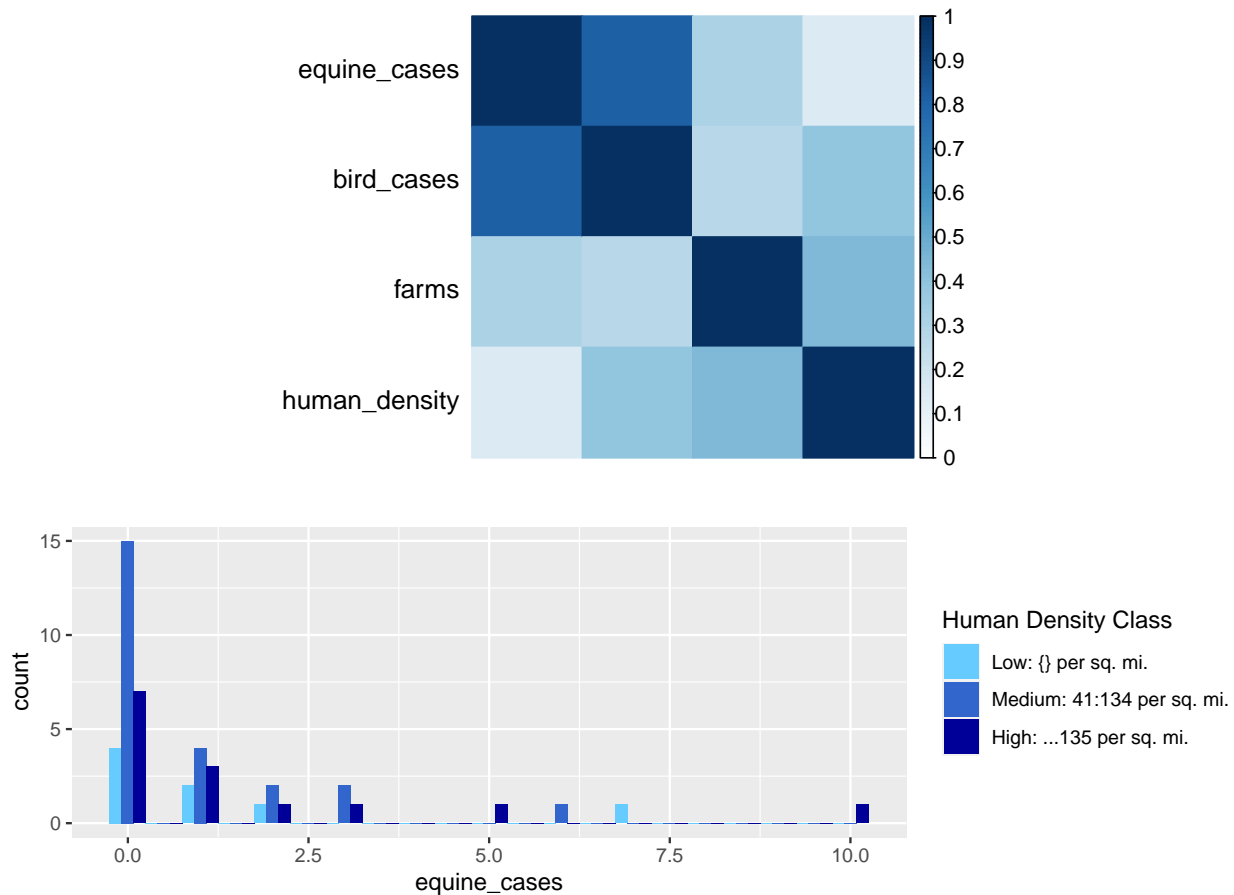 equine_cases
bird_cases
farms
human_density
1
0.9
0.8
0.7
0.6
0.5
0.4
0.3
0.2
0.1
0
15
10
5
0
count
0.0
2.5
5.0
7.5
10.0
equine_cases
Human Density Class
Low: {} per sq. mi.
Medium: 41:134 per sq. mi.
High: ...135 per sq. mi.